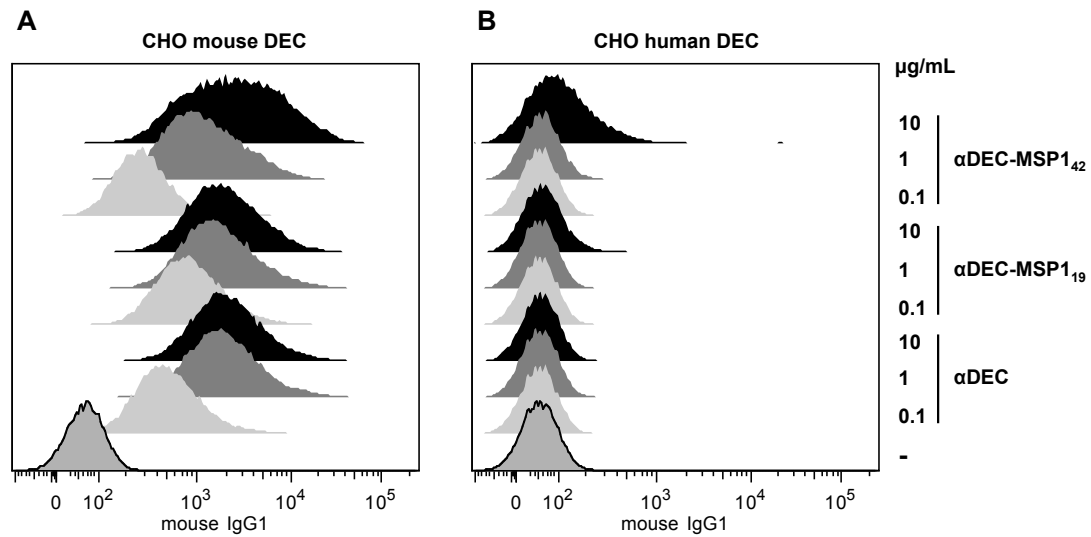 A
B
CHO mouse DEC
CHO human DEC
µg/mL
10
1
0.1
αDEC-MSP1₄₂
10
1
0.1
αDEC-MSP1₁₉
10
1
0.1
αDEC
-
0 10² 10³ 10⁴ 10⁵
mouse IgG1
0 10² 10³ 10⁴ 10⁵
mouse IgG1